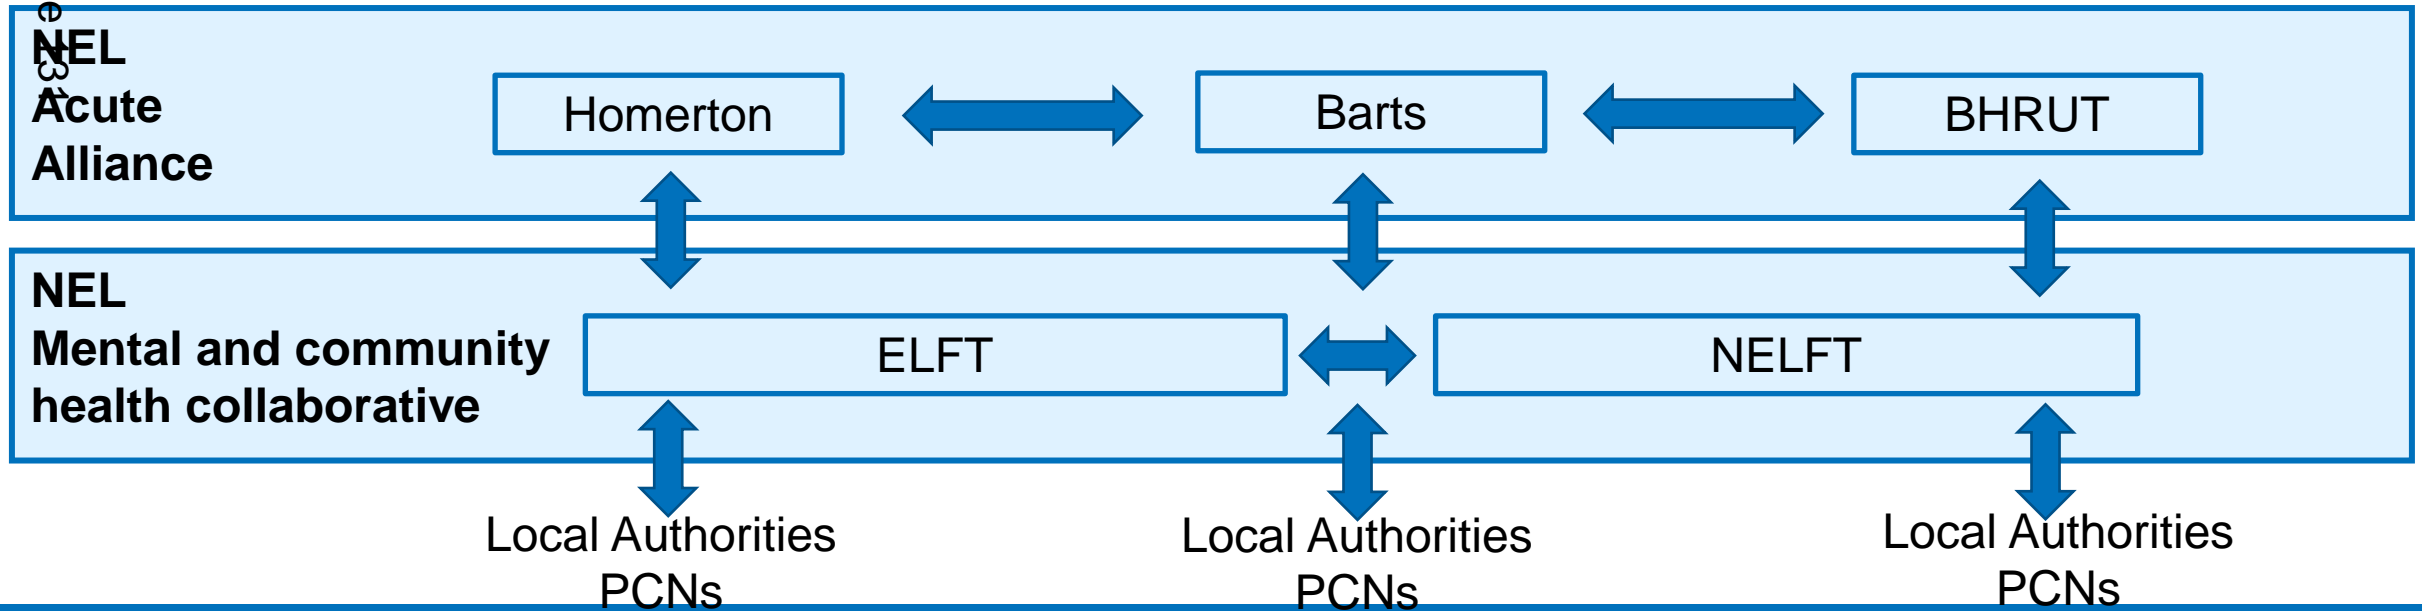 NEL
Acute
Alliance
Homerton
Barts
BHRUT
NEL
Mental and community
health collaborative
ELFT
NELFT
Local Authorities
PCNs
Local Authorities
PCNs
Local Authorities
PCNs